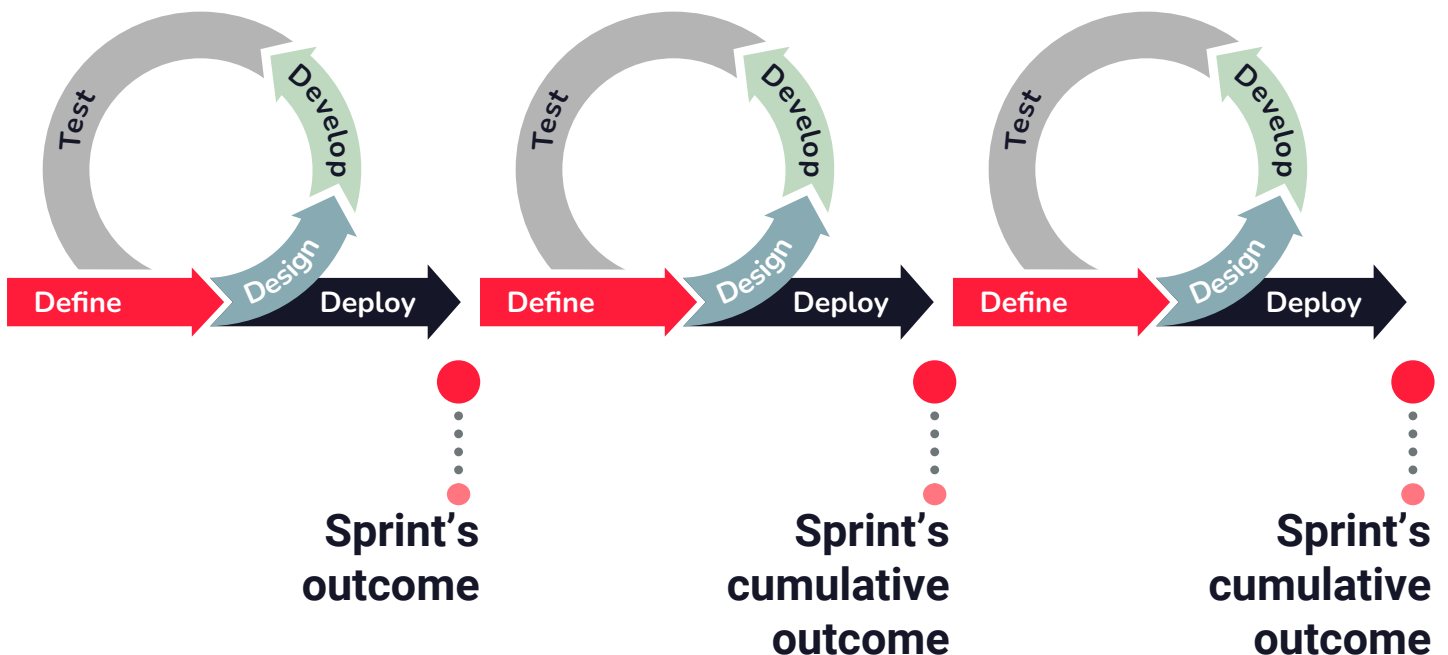 Test
Develop
Design
Define
Deploy
Test
Develop
Design
Define
Deploy
Test
Develop
Design
Define
Deploy
Sprint’s
outcome
Sprint’s
cumulative
outcome
Sprint’s
cumulative
outcome